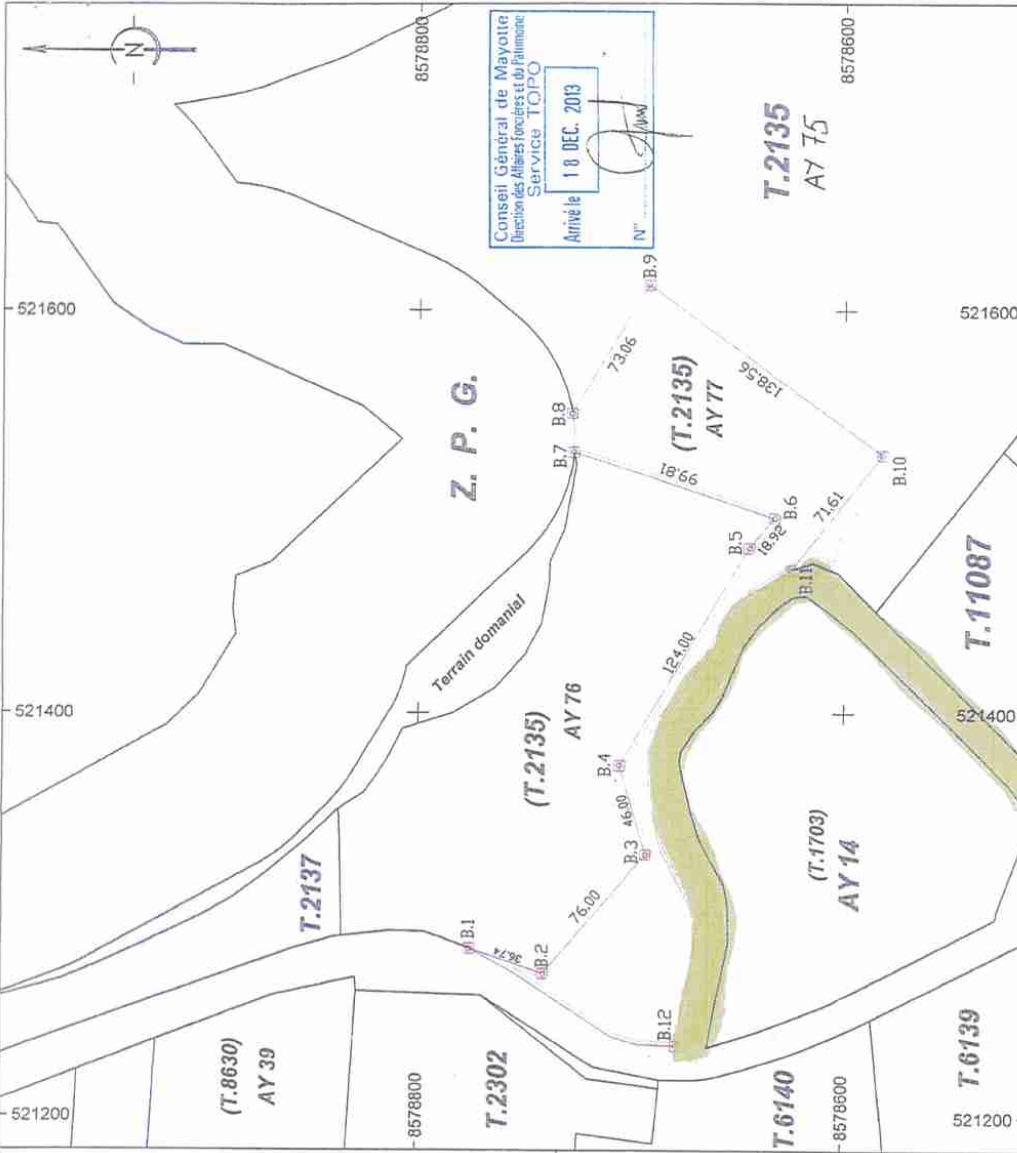 N
8578800
8578600
Conseil Général de Mayotte
Direction des Affaires Foncières et du Patrimoine
Service TOPO
Arrivé le 18 DEC. 2013
N°
T.2135
AY 75
521600
521600
Z. P. G.
B.9
B.8
B.7
73.06
138.56
(T.2135)
AY 77
99.81
B.10
B.6
B.5
18.92
71.61
B.11
T.11087
Terrain domanial
124.00
(T.2135)
AY 76
521400
B.4
46.00
B.3
(T.1703)
AY 14
T.2137
76.00
B.1
36.74
B.2
B.12
(T.8630)
AY 39
T.2302
T.6140
T.6139
521200
8578800
8578600
521200